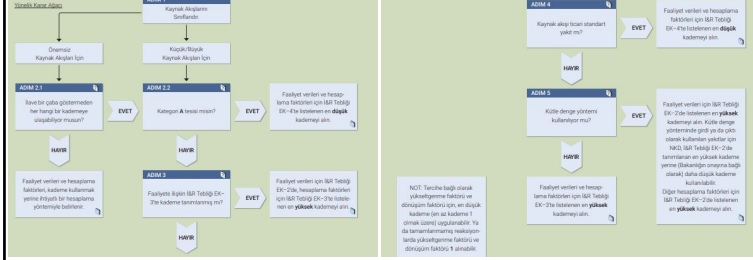 Yönelik Karar Ağacı
ADIM 1
Kaynak Akışlarını
Sınıflandır.
Önemsiz
Kaynak Akışları İçin
Küçük/Büyük
Kaynak Akışları İçin
ADIM 2.1
İlave bir çaba göstermeden
her hangi bir kademeye
ulaşabiliyor musun?
EVET
ADIM 2.2
Kategori A tesisi misin?
EVET
Faaliyet verileri ve hesap-
lama faktörleri için İ&R Tebliği
EK-4'te listelenen en düşük
kademeyi alın.
HAYIR
HAYIR
Faaliyet verileri ve hesaplama
faktörleri, kademe kullanmak
yerine ihtiyatlı bir hesaplama
yöntemiyle belirlenir.
ADIM 3
Faaliyete ilişkin İ&R Tebliği EK-
3'te kademe tanımlanmış mı?
EVET
Faaliyet verileri için İ&R Tebliği
EK-2'de, hesaplama faktörleri
için İ&R Tebliği EK-3'te listele-
nen en yüksek kademeyi alın.
HAYIR
ADIM 4
Kaynak akışı ticari standart
yakıt mı?
EVET
Faaliyet verileri ve hesaplama
faktörleri için İ&R Tebliği
EK-4'te listelenen en düşük
kademeyi alın.
HAYIR
ADIM 5
Kütle denge yöntemi
kullanılıyor mu?
EVET
Faaliyet verileri için İ&R Tebliği
EK-2'de listelenen en yüksek
kademeyi alın. Kütle denge
yönteminde girdi ya da çıktı
olarak kullanılan yakıtlar için
NKD, İ&R Tebliği EK-2'de
tanımlanan en yüksek kademe
yerine (Bakanlığın onayına bağlı
olarak) daha düşük kademe
kullanılabilir.
Diğer hesaplama faktörleri için
İ&R Tebliği EK-2'de listelenen
en yüksek kademeyi alın.
HAYIR
Faaliyet verileri ve hesap-
lama faktörleri için İ&R Tebliği
EK-3'te listelenen en yüksek
kademeyi alın.
NOT: Tercihe bağlı olarak
yükseltgenme faktörü ve
dönüşüm faktörü için, en düşük
kademe (en az kademe 1
olmak üzere) uygulanabilir. Ya
da tamamlanmamış reaksiyon-
larda yükseltgenme faktörü ve
dönüşüm faktörü 1 alınabilir.